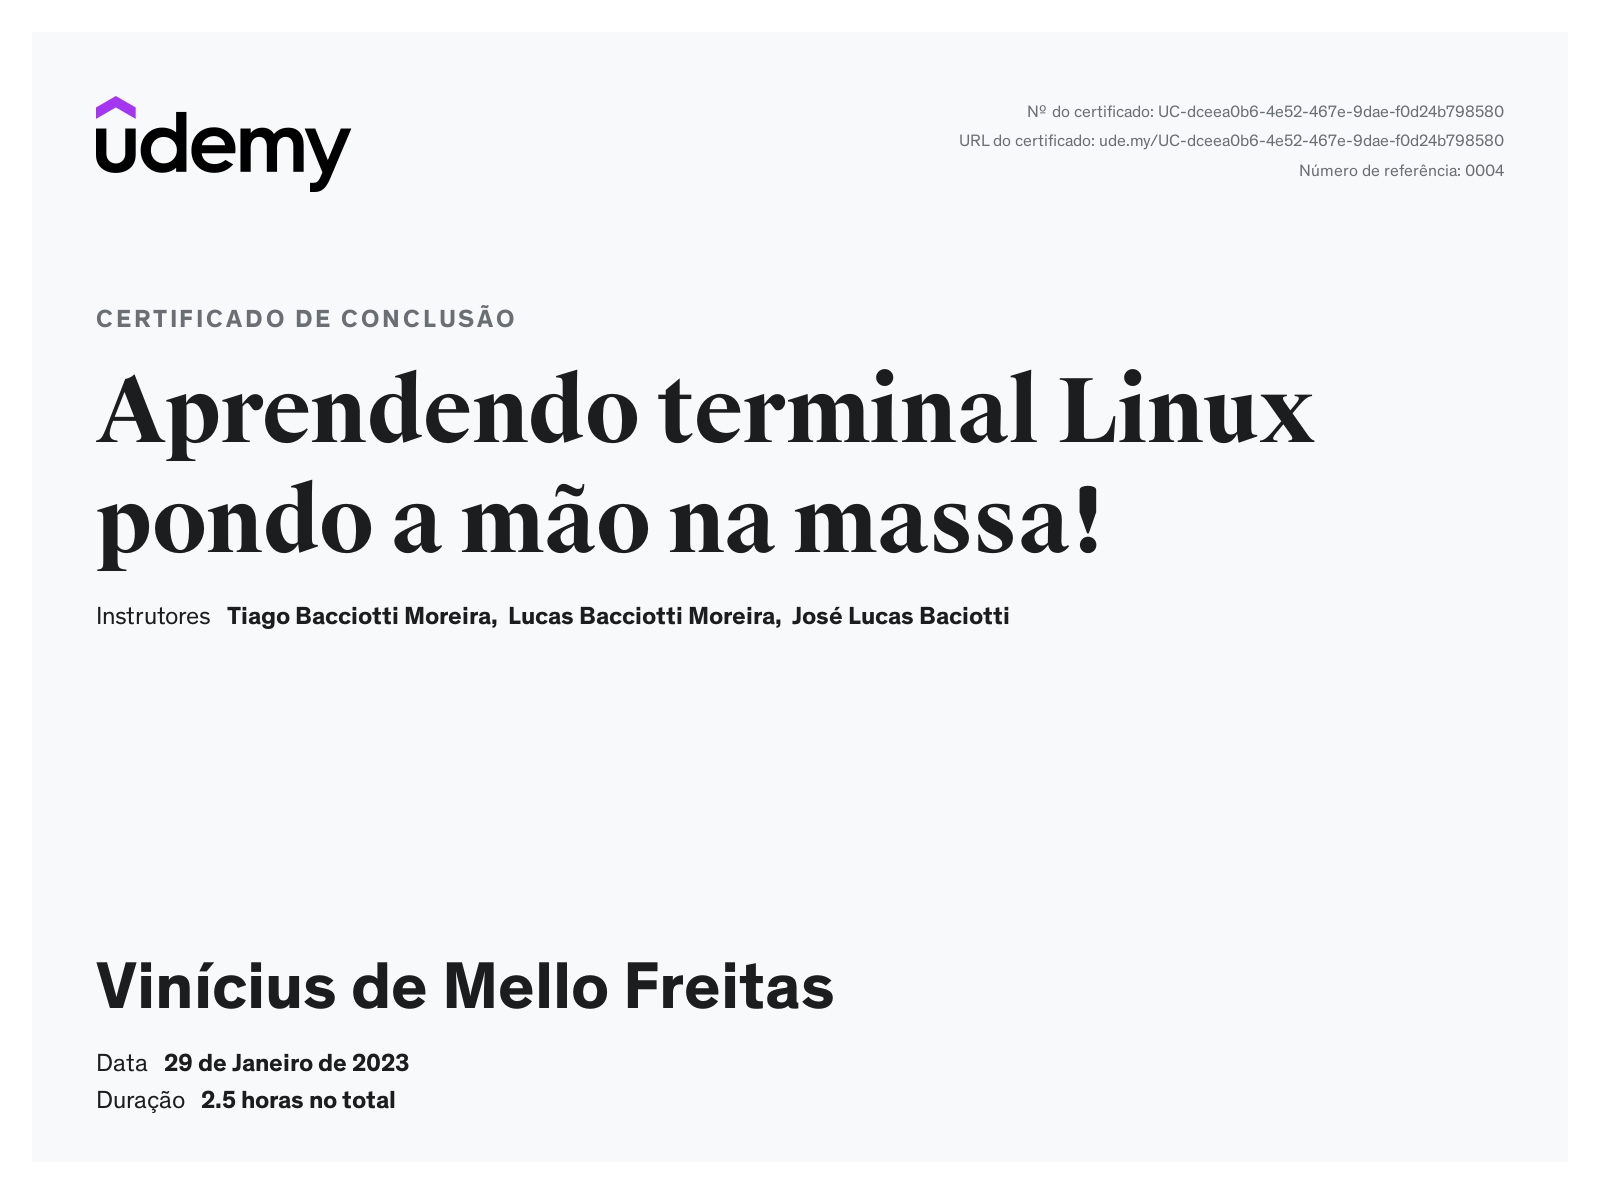 udemy
Nº do certificado: UC-dceea0b6-4e52-467e-9dae-f0d24b798580
URL do certificado: ude.my/UC-dceea0b6-4e52-467e-9dae-f0d24b798580
Número de referência: 0004
CERTIFICADO DE CONCLUSÃO
Aprendendo terminal Linux
pondo a mão na massa!
Instrutores Tiago Bacciotti Moreira, Lucas Bacciotti Moreira, José Lucas Baciotti
Vinícius de Mello Freitas
Data 29 de Janeiro de 2023
Duração 2.5 horas no total